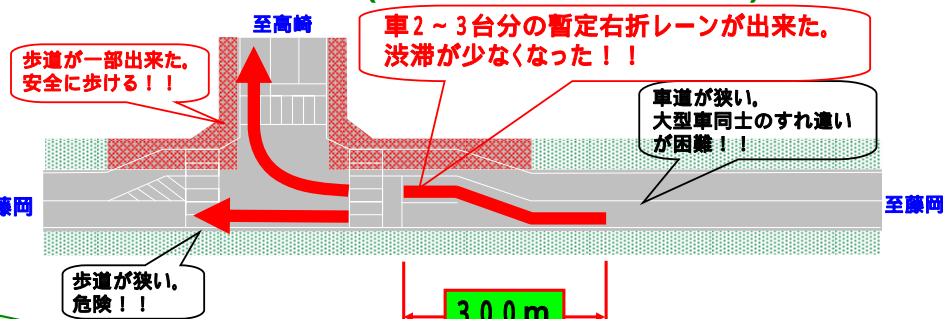 至高崎
車2～3台分の暫定右折レーンが出来た。
渋滞が少なくなった！！
歩道が一部出来た。
安全に歩ける！！
車道が狭い。
大型車同士のすれ違い
が困難！！
藤岡
至藤岡
歩道が狭い。
危険！！
300m